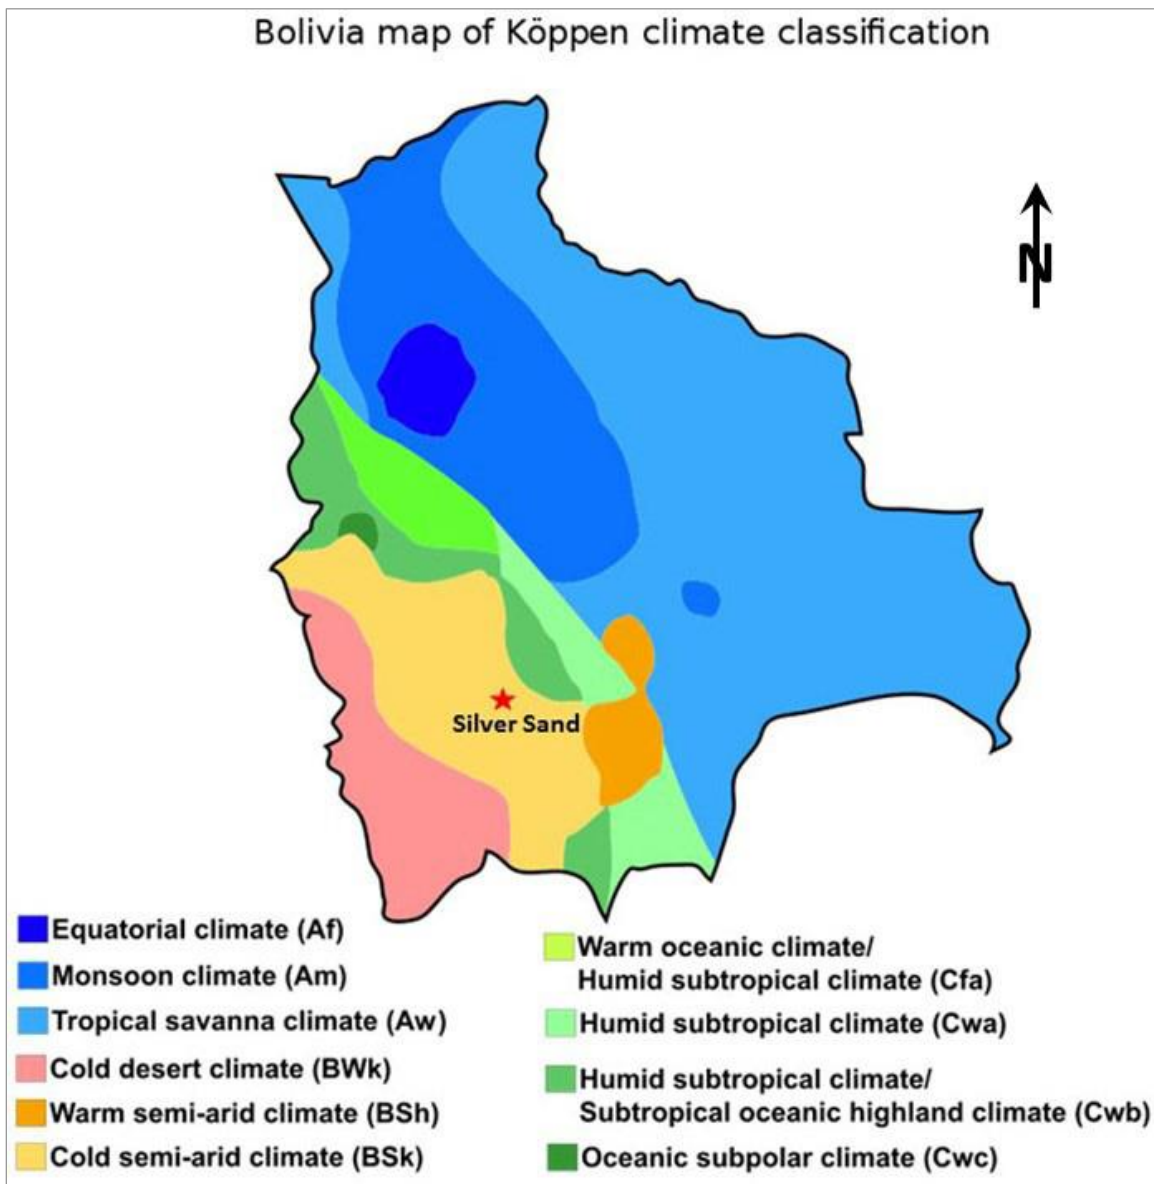 Bolivia map of Köppen climate classification
N
Silver Sand
Equatorial climate (Af)
Monsoon climate (Am)
Tropical savanna climate (Aw)
Cold desert climate (BWk)
Warm semi-arid climate (BSh)
Cold semi-arid climate (BSk)
Warm oceanic climate/
Humid subtropical climate (Cfa)
Humid subtropical climate (Cwa)
Humid subtropical climate/
Subtropical oceanic highland climate (Cwb)
Oceanic subpolar climate (Cwc)